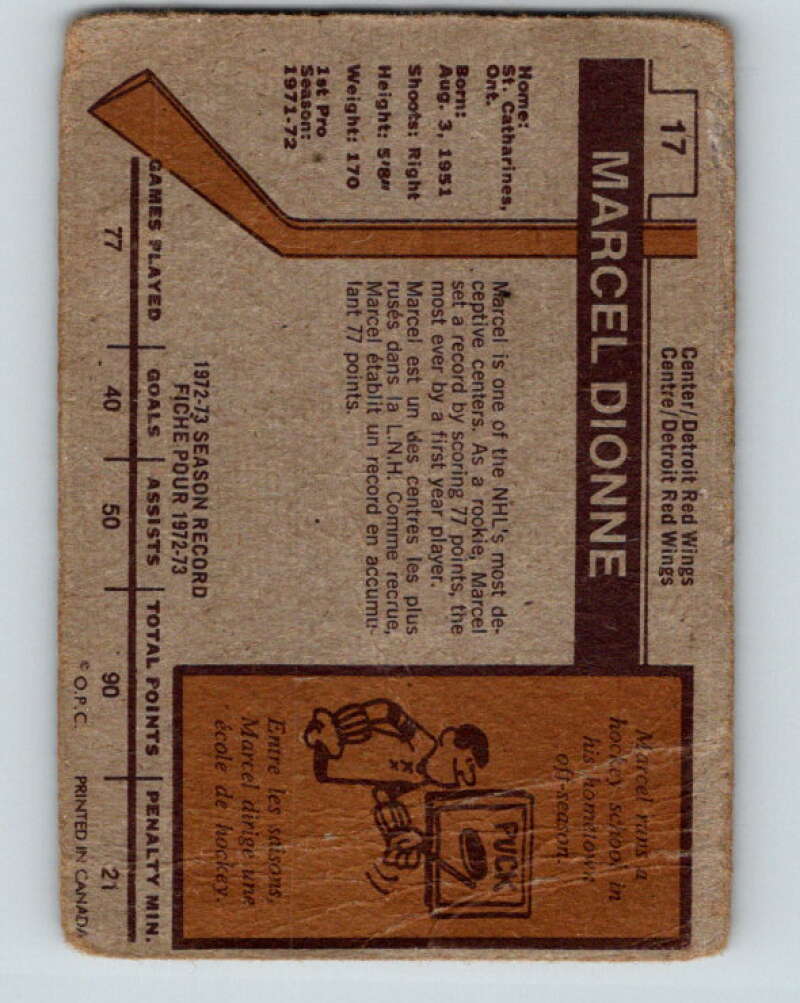 17
MARCEL DIONNE
Center/Detroit Red Wings
Centre/Detroit Red Wings
Home:
St. Catharines,
Ont.
Born:
Aug. 3, 1951
Shoots: Right
Height: 5'8"
Weight: 170
1st Pro
Season:
1971-72
Marcel is one of the NHL's most de-
ceptive centers. As a rookie, Marcel
set a record by scoring 77 points, the
most ever by a first year player.
Marcel est un des centres les plus
rusés dans la L.N.H. Comme recrue,
Marcel établit un record en accumu-
lant 77 points.
Marcel runs a
hockey school in
his hometown
off-season.
PUCK
Entre les saisons,
Marcel dirige une
école de hockey.
1972-73 SEASON RECORD
FICHE POUR 1972-73
GAMES PLAYED GOALS ASSISTS TOTAL POINTS PENALTY MIN.
77 40 50 90 21
© O.P.C. PRINTED IN CANADA